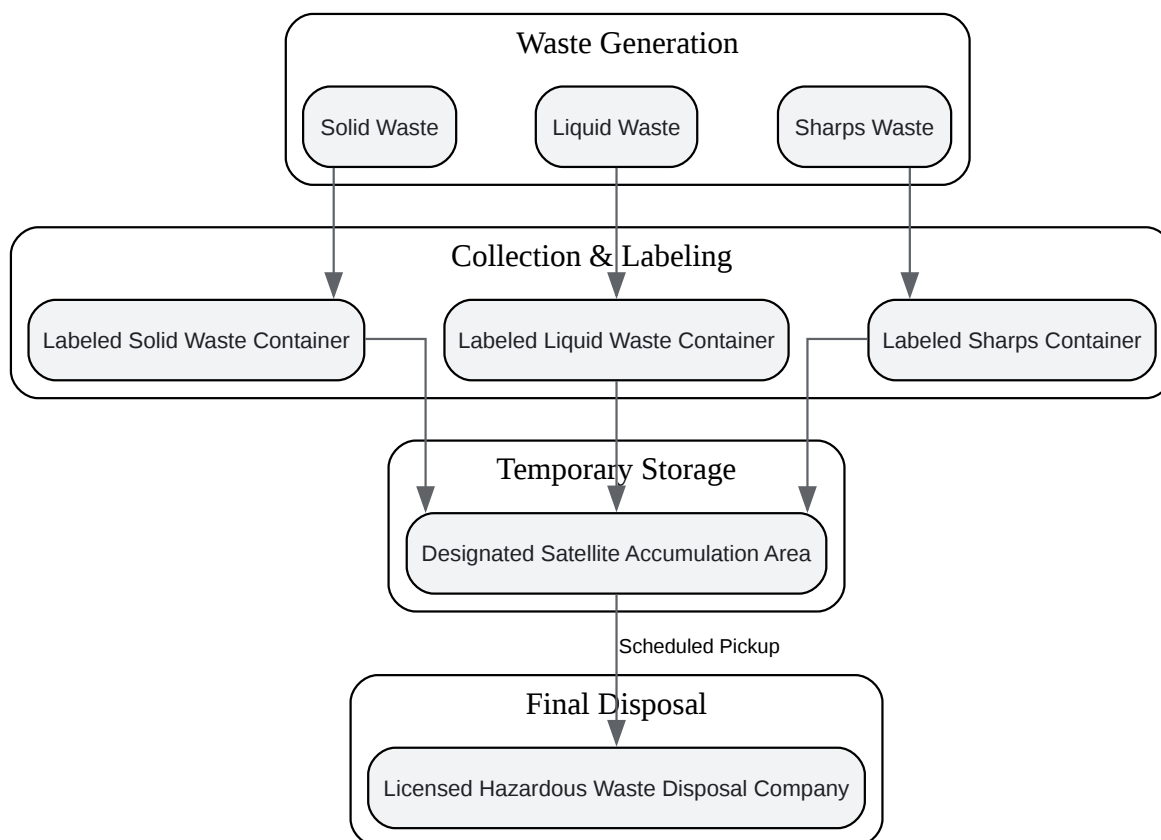 Waste Generation
Solid Waste
Liquid Waste
Sharps Waste
Collection & Labeling
Labeled Solid Waste Container
Labeled Liquid Waste Container
Labeled Sharps Container
Temporary Storage
Designated Satellite Accumulation Area
Scheduled Pickup
Final Disposal
Licensed Hazardous Waste Disposal Company